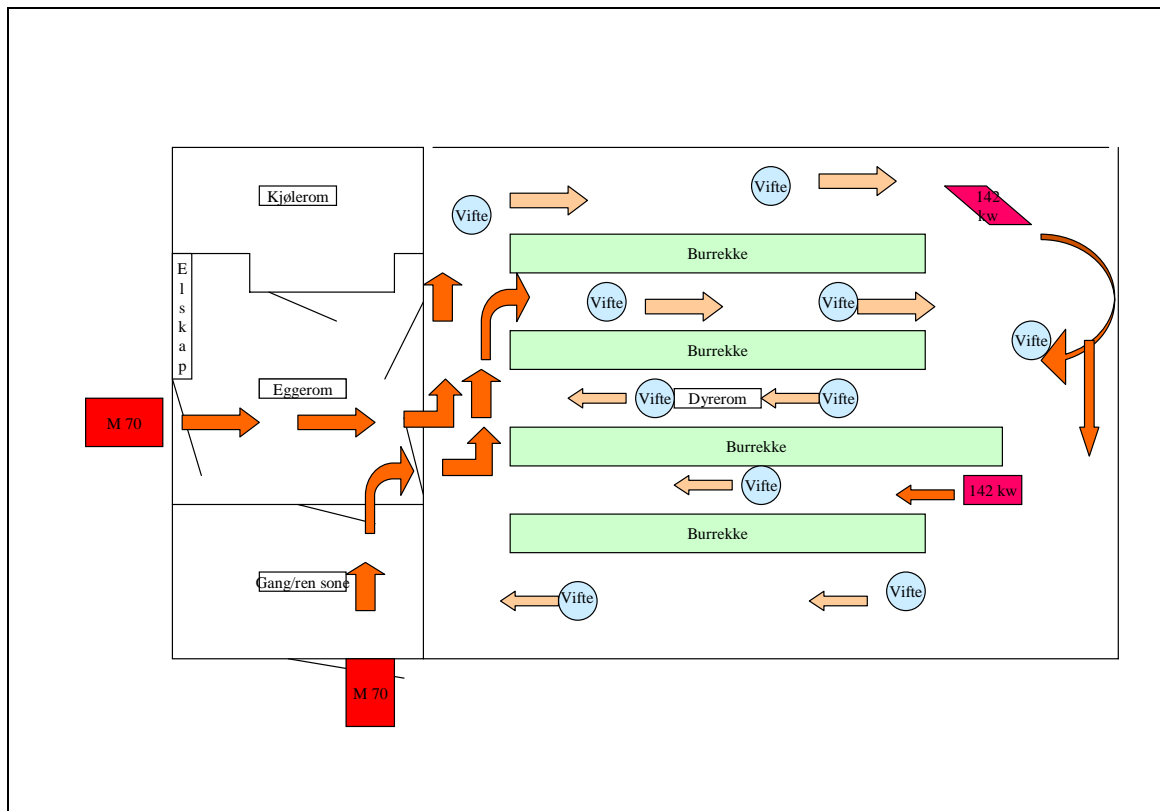 Kjølerom
Vifte
Vifte
142
kw
Burrekke
E
l
s
k
a
p
Vifte
Vifte
Vifte
Burrekke
Eggerom
Vifte
Dyrerom
Vifte
M 70
Burrekke
Vifte
142 kw
Burrekke
Gang/ren sone
Vifte
Vifte
M 70